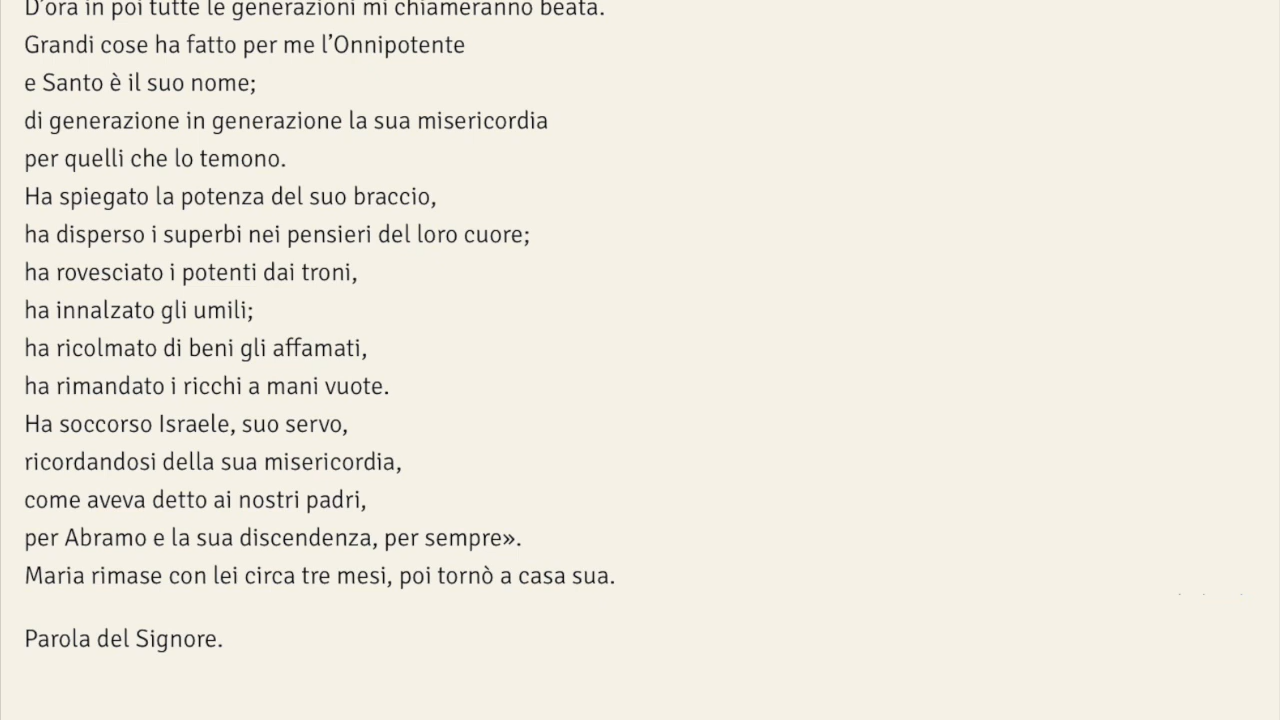 D'ora in poi tutte le generazioni mi chiameranno beata.
Grandi cose ha fatto per me l’Onnipotente
e Santo è il suo nome;
di generazione in generazione la sua misericordia
per quelli che lo temono.
Ha spiegato la potenza del suo braccio,
ha disperso i superbi nei pensieri del loro cuore;
ha rovesciato i potenti dai troni,
ha innalzato gli umili;
ha ricolmato di beni gli affamati,
ha rimandato i ricchi a mani vuote.
Ha soccorso Israele, suo servo,
ricordandosi della sua misericordia,
come aveva detto ai nostri padri,
per Abramo e la sua discendenza, per sempre».
Maria rimase con lei circa tre mesi, poi tornò a casa sua.
Parola del Signore.